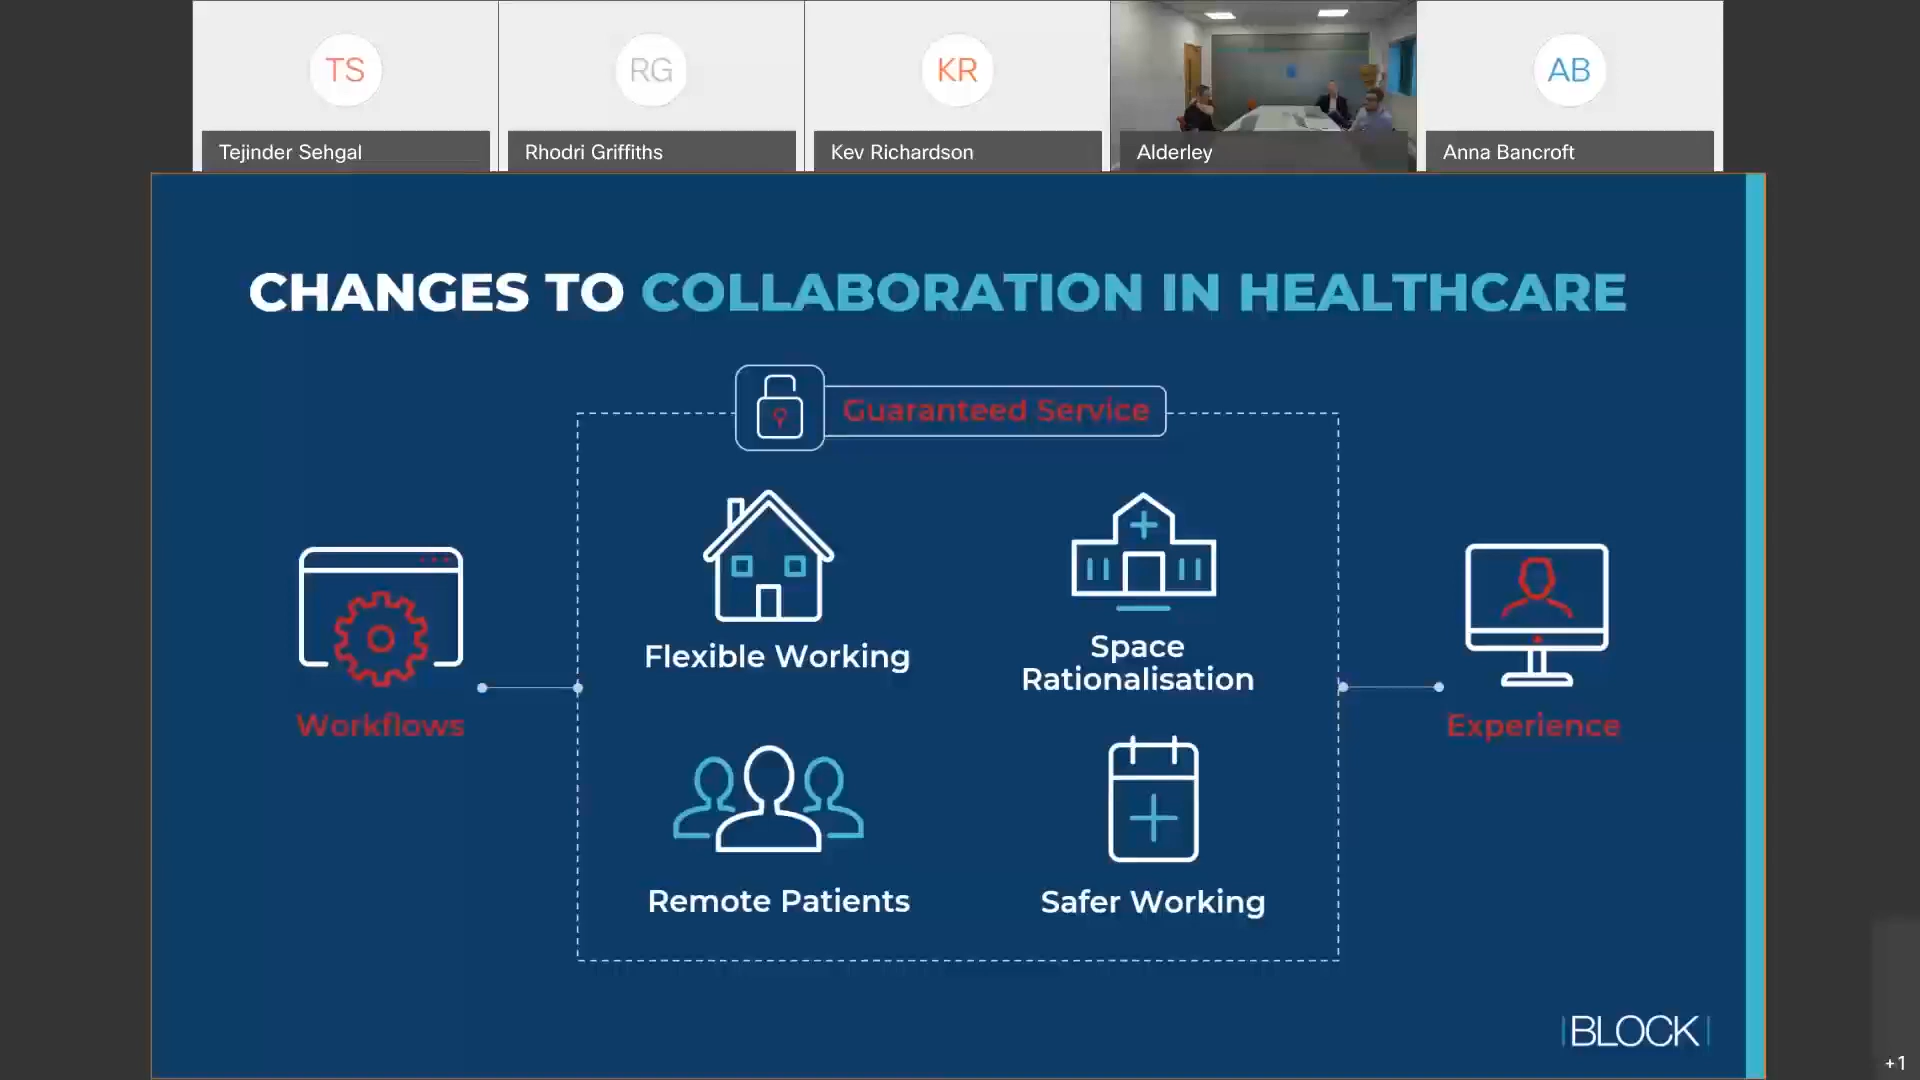 TS
RG
KR
AB
Tejinder Sehgal
Rhodri Griffiths
Kev Richardson
Alderley
Anna Bancroft
CHANGES TO COLLABORATION IN HEALTHCARE
Guaranteed Service
Flexible Working
Space
Rationalisation
Workflows
Experience
Remote Patients
Safer Working
BLOCK
+1